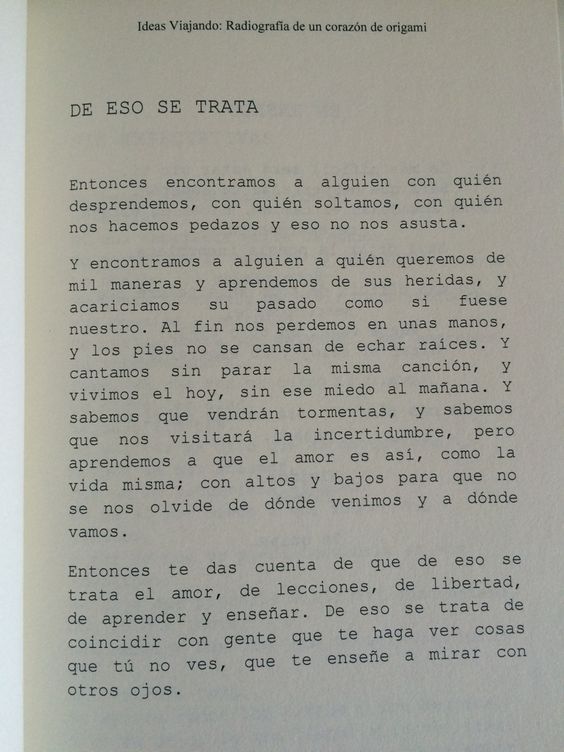 Ideas Viajando: Radiografía de un corazón de origami
DE ESO SE TRATA
Entonces encontramos a alguien con quién
desprendemos, con quién soltamos, con quién
nos hacemos pedazos y eso no nos asusta.
Y encontramos a alguien a quién queremos de
mil maneras y aprendemos de sus heridas, y
acariciamos su pasado como si fuese
nuestro. Al fin nos perdemos en unas manos,
y los pies no se cansan de echar raíces. Y
cantamos sin parar la misma canción, y
vivimos el hoy, sin ese miedo al mañana. Y
sabemos que vendrán tormentas, y sabemos
que nos visitará la incertidumbre, pero
aprendemos a que el amor es así, como la
vida misma; con altos y bajos para que no
se nos olvide de dónde venimos y a dónde
vamos.
Entonces te das cuenta de que de eso se
trata el amor, de lecciones, de libertad,
de aprender y enseñar. De eso se trata de
coincidir con gente que te haga ver cosas
que tú no ves, que te enseñe a mirar con
otros ojos.